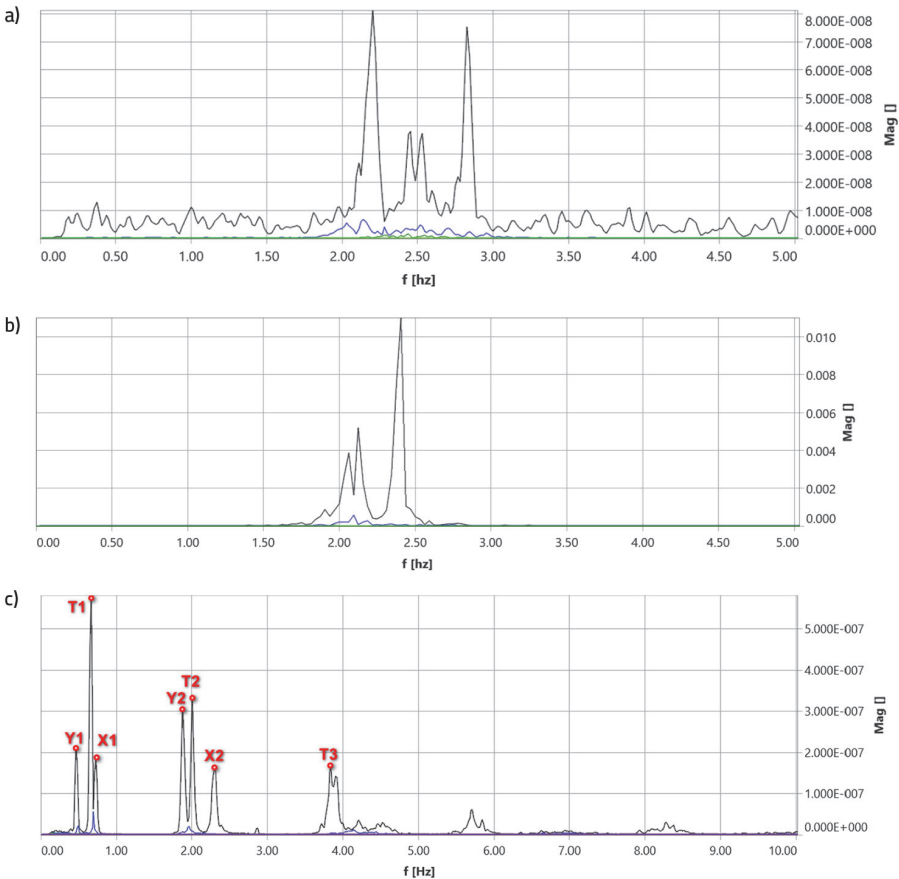 a)
8.000E-008
7.000E-008
6.000E-008
5.000E-008
4.000E-008
3.000E-008
2.000E-008
1.000E-008
0.000E+000
Mag []
0.00 0.50 1.00 1.50 2.00 2.50 3.00 3.50 4.00 4.50 5.00
f [hz]
b)
0.010
0.008
0.006
0.004
0.002
0.000
Mag []
0.00 0.50 1.00 1.50 2.00 2.50 3.00 3.50 4.00 4.50 5.00
f [hz]
c)
T1
Y1
X1
Y2
T2
X2
T3
5.000E-007
4.000E-007
3.000E-007
2.000E-007
1.000E-007
0.000E+000
Mag []
0.00 1.00 2.00 3.00 4.00 5.00 6.00 7.00 8.00 9.00 10.00
f [Hz]